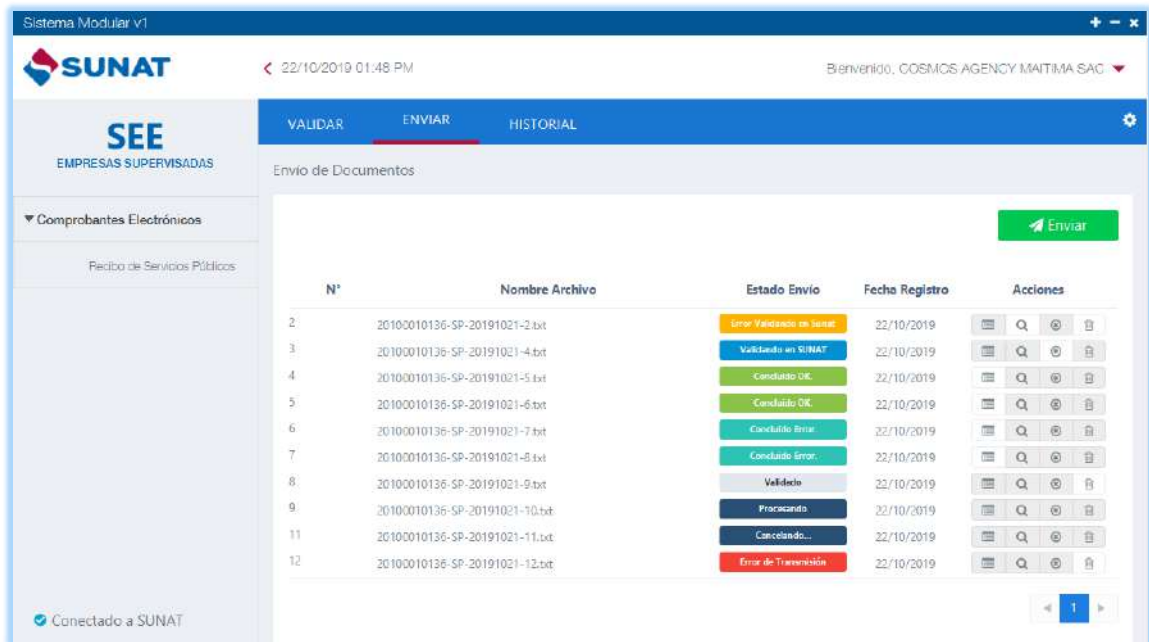 Sistema Modular v1
SUNAT
22/10/2019 01:48 PM
Bienvenido, COSMOS AGENCY MAITIMA SAC
SEE
EMPRESAS SUPERVISADAS
VALIDAR ENVIAR HISTORIAL
Envío de Documentos
Comprobantes Electrónicos
Recibo de Servicios Públicos
Enviar
N° Nombre Archivo Estado Envío Fecha Registro Acciones
2 20100010136-SP-20191021-2.txt Error Validando en Sunat 22/10/2019
3 20100010136-SP-20191021-4.txt Validando en SUNAT 22/10/2019
4 20100010136-SP-20191021-5.txt Concluido OK. 22/10/2019
5 20100010136-SP-20191021-6.txt Concluido OK. 22/10/2019
6 20100010136-SP-20191021-7.txt Concluido Error. 22/10/2019
7 20100010136-SP-20191021-8.txt Concluido Error. 22/10/2019
8 20100010136-SP-20191021-9.txt Validado 22/10/2019
9 20100010136-SP-20191021-10.txt Procesando 22/10/2019
11 20100010136-SP-20191021-11.txt Cancelando... 22/10/2019
12 20100010136-SP-20191021-12.txt Error de Transmisión 22/10/2019
1
Conectado a SUNAT